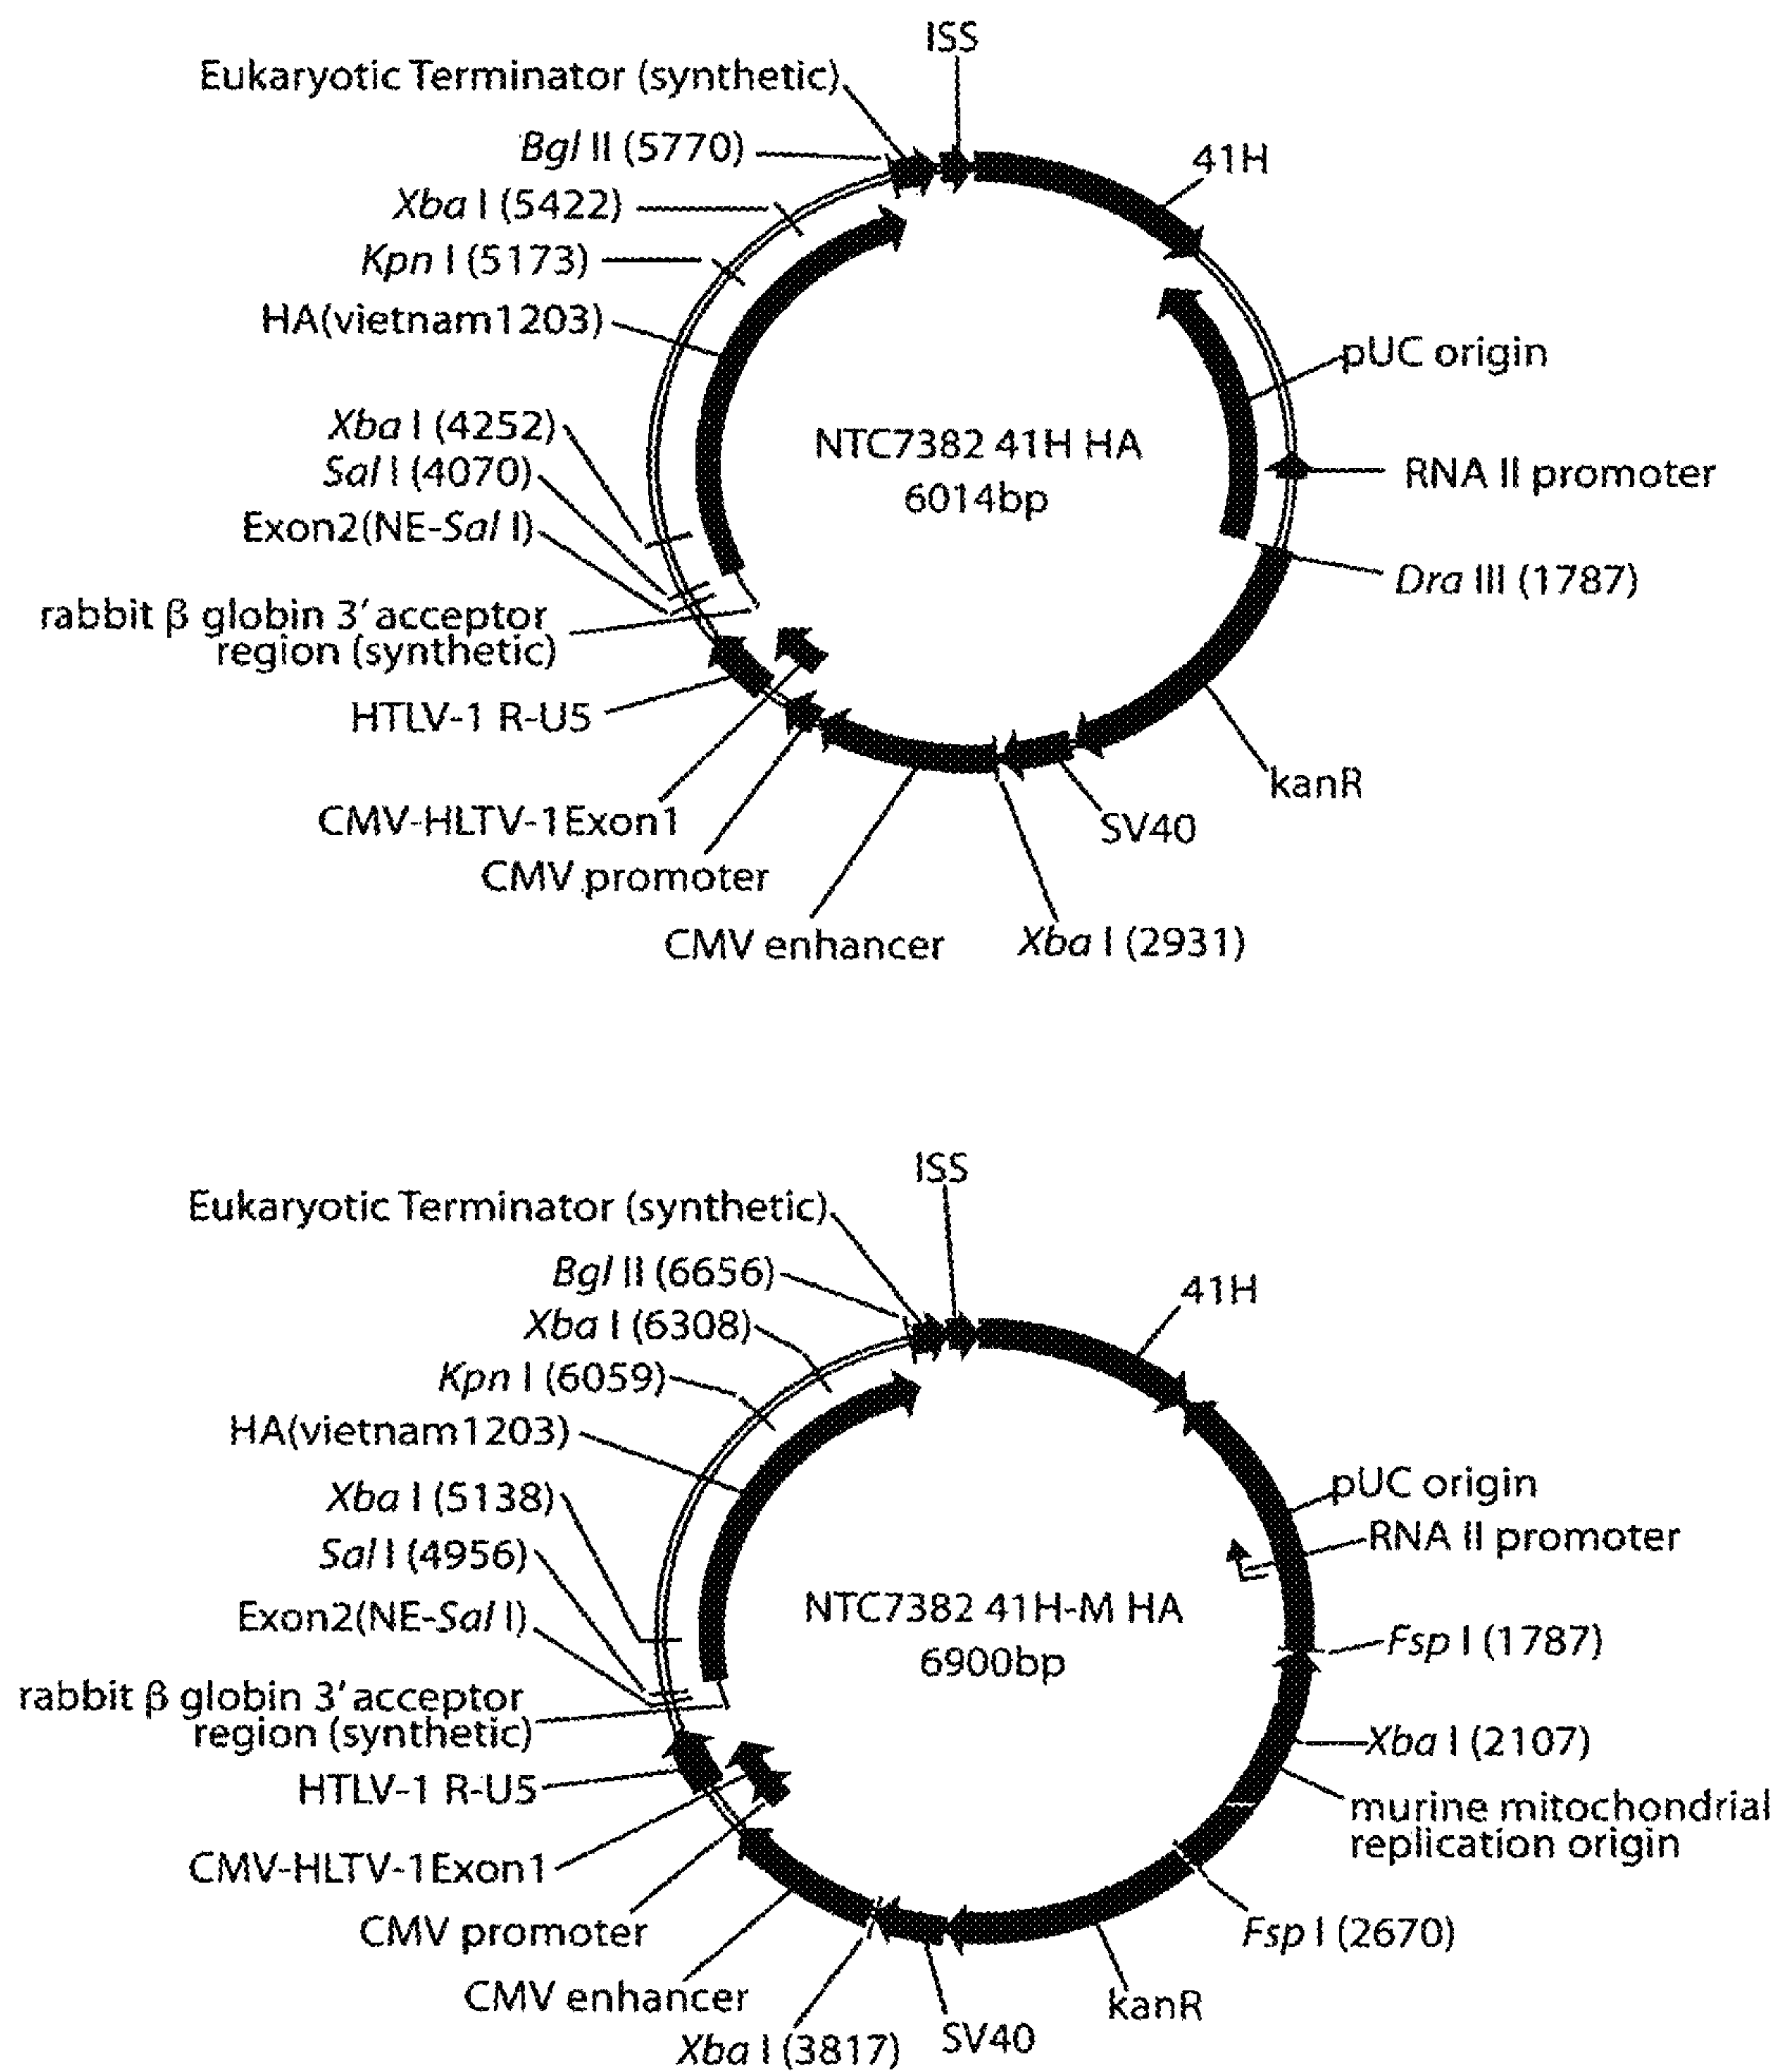 ISS
Eukaryotic Terminator (synthetic)
Bgl II (5770)
41H
Xba I (5422)
Kpn I (5173)
HA(vietnam1203)
pUC origin
Xba I (4252)
NTC7382 41H HA
6014bp
Sal I (4070)
RNA II promoter
Exon2(NE-Sal I)
Dra III (1787)
rabbit β globin 3' acceptor
region (synthetic)
HTLV-1 R-U5
kanR
CMV-HLTV-1Exon1
SV40
CMV promoter
CMV enhancer
Xba I (2931)
ISS
Eukaryotic Terminator (synthetic)
Bgl II (6656)
41H
Xba I (6308)
Kpn I (6059)
HA(vietnam1203)
pUC origin
Xba I (5138)
RNA II promoter
Sal I (4956)
NTC7382 41H-M HA
6900bp
Exon2(NE-Sal I)
Fsp I (1787)
rabbit β globin 3' acceptor
region (synthetic)
Xba I (2107)
HTLV-1 R-U5
murine mitochondrial
replication origin
CMV-HLTV-1Exon1
CMV promoter
Fsp I (2670)
CMV enhancer
kanR
Xba I (3817)
SV40